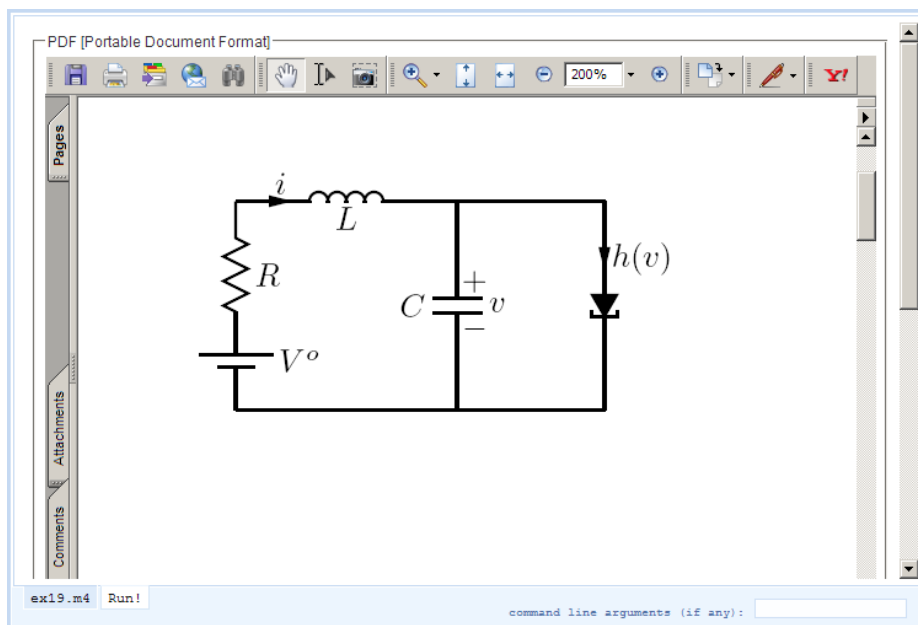 PDF [Portable Document Format]
200%
Y!
Pages
Attachments
Comments
i
L
R
h(v)
C
+
v
−
V^o
ex19.m4
Run!
command line arguments (if any):